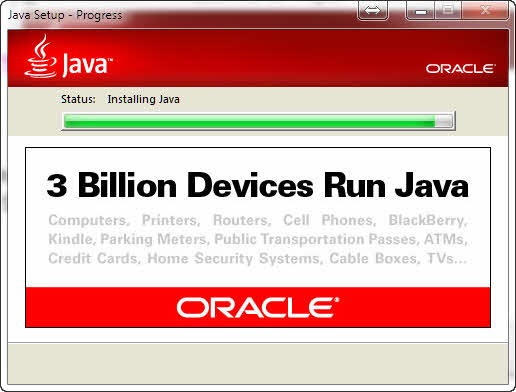 Java Setup - Progress
Java™
ORACLE®
Status: Installing Java
3 Billion Devices Run Java
Computers, Printers, Routers, Cell Phones, BlackBerry,
Kindle, Parking Meters, Public Transportation Passes, ATMs,
Credit Cards, Home Security Systems, Cable Boxes, TVs...
ORACLE®